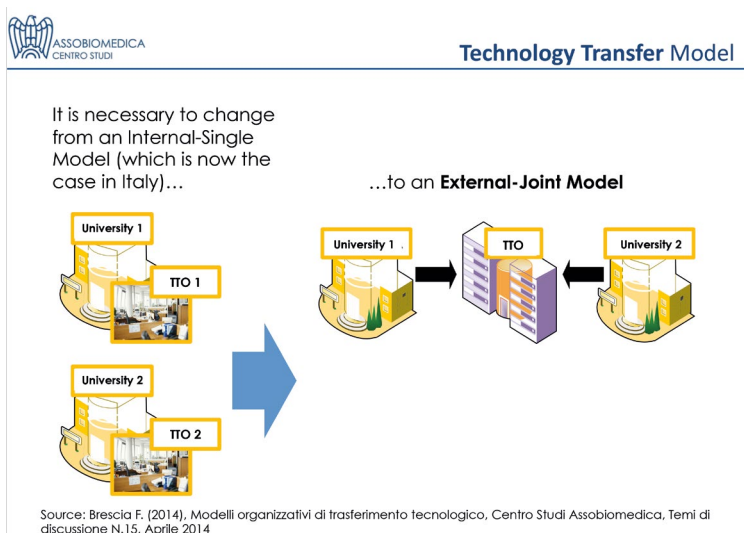 ASSOBIOMEDICA
CENTRO STUDI
Technology Transfer Model
It is necessary to change
from an Internal-Single
Model (which is now the
case in Italy)…
…to an External-Joint Model
University 1
TTO 1
University 2
TTO 2
University 1 .
TTO
University 2
Source: Brescia F. (2014), Modelli organizzativi di trasferimento tecnologico, Centro Studi Assobiomedica, Temi di
discussione N.15, Aprile 2014